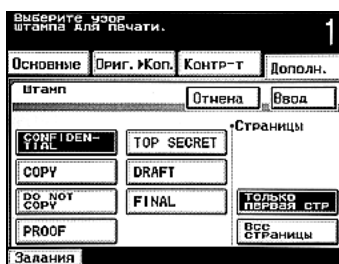 Выберите узор
штампа для печати.
1
Основные Ориг.►Коп. Контр-т Дополн.
Штамп Отмена Ввод
Страницы
CONFIDEN-
TIAL
TOP SECRET
COPY DRAFT
DO NOT
COPY
FINAL
PROOF
Только
первая стр
Все
страницы
Задания